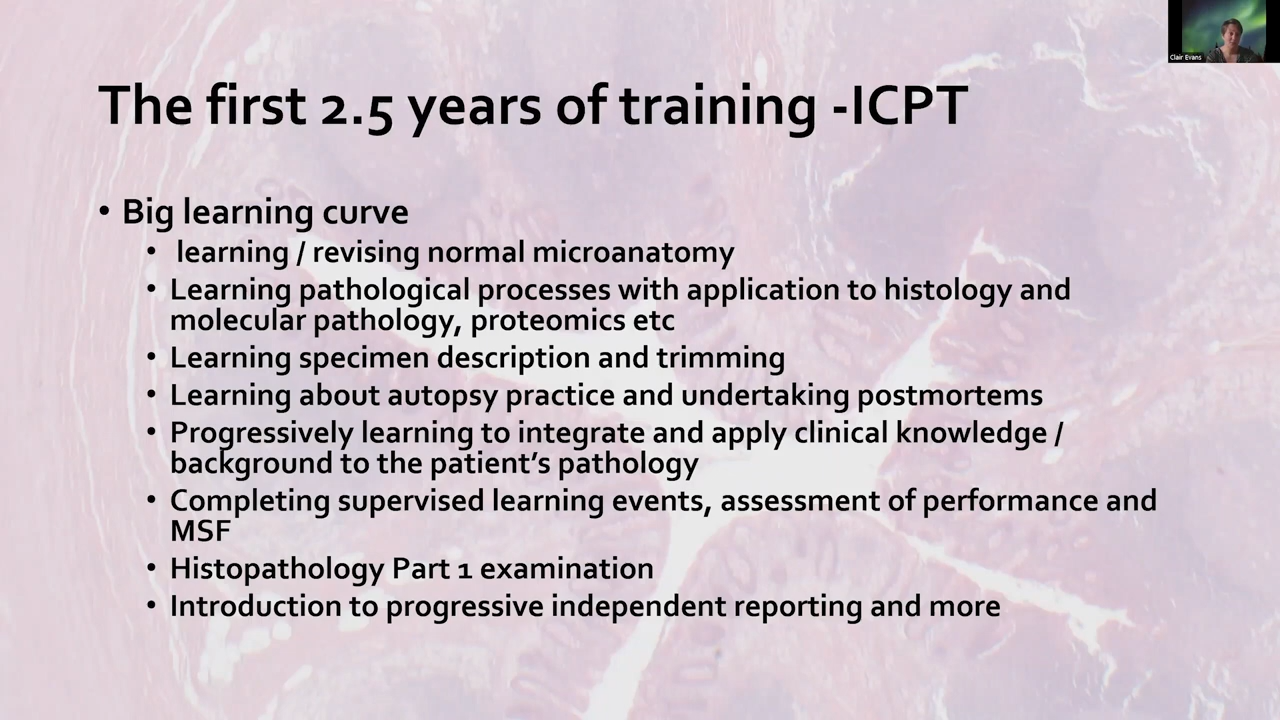 Clair Evans
The first 2.5 years of training -ICPT
• Big learning curve
• learning / revising normal microanatomy
• Learning pathological processes with application to histology and
molecular pathology, proteomics etc
• Learning specimen description and trimming
• Learning about autopsy practice and undertaking postmortems
• Progressively learning to integrate and apply clinical knowledge /
background to the patient’s pathology
• Completing supervised learning events, assessment of performance and
MSF
• Histopathology Part 1 examination
• Introduction to progressive independent reporting and more